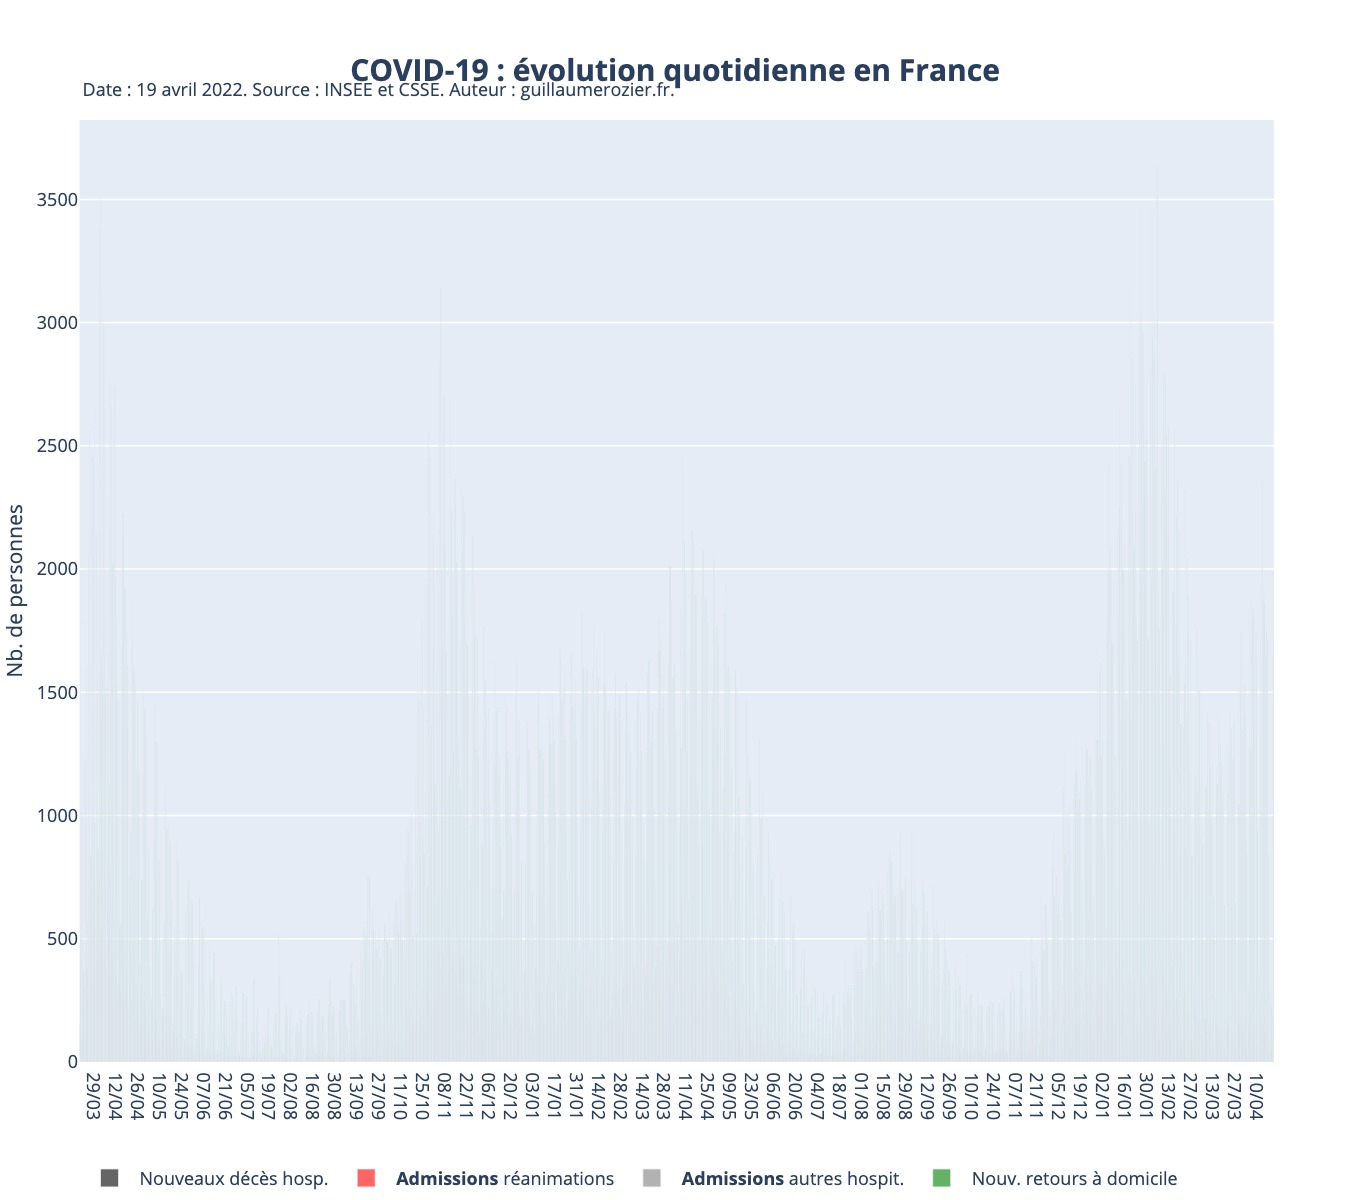 COVID-19 : évolution quotidienne en France
Date : 19 avril 2022. Source : INSEE et CSSE. Auteur : guillaumerozier.fr.
Nb. de personnes
3500
3000
2500
2000
1500
1000
500
0
29/03 12/04 26/04 10/05 24/05 07/06 21/06 05/07 19/07 02/08 16/08 30/08 13/09 27/09 11/10 25/10 08/11 22/11 06/12 20/12 03/01 17/01 31/01 14/02 28/02 14/03 28/03 11/04 25/04 09/05 23/05 06/06 20/06 04/07 18/07 01/08 15/08 29/08 12/09 26/09 10/10 24/10 07/11 21/11 05/12 19/12 02/01 16/01 30/01 13/02 27/02 13/03 27/03 10/04
Nouveaux décès hosp. Admissions réanimations Admissions autres hospit. Nouv. retours à domicile